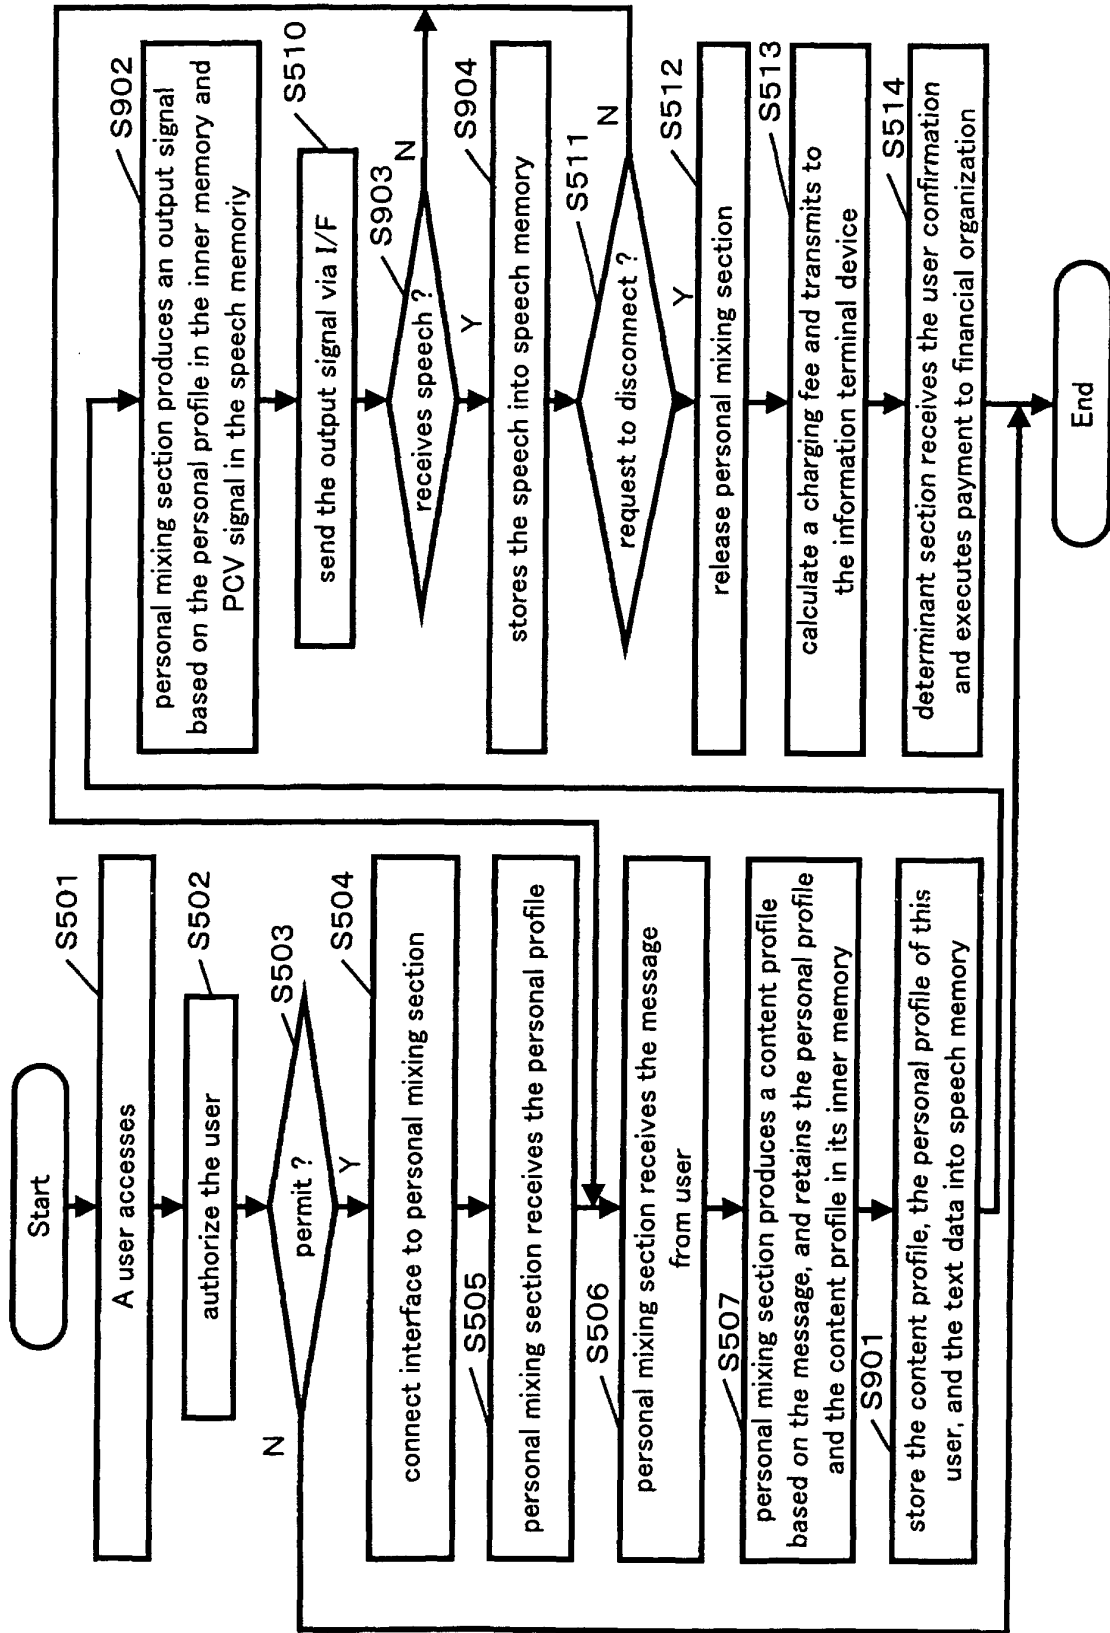 Start
S501
A user accesses
S502
authorize the user
S503
permit ?
N
Y
S504
connect interface to personal mixing section
S505
personal mixing section receives the personal profile
S506
personal mixing section receives the message
from user
S507
personal mixing section produces a content profile
based on the message, and retains the personal profile
and the content profile in its inner memory
S901
store the content profile, the personal profile of this
user, and the text data into speech memory
S902
personal mixing section produces an output signal
based on the personal profile in the inner memory and
PCV signal in the speech memoriy
S510
send the output signal via I/F
S903
receives speech ?
N
Y
S904
stores the speech into speech memory
S511
request to disconnect ?
N
Y
S512
release personal mixing section
S513
calculate a charging fee and transmits to
the information terminal device
S514
determinant section receives the user confirmation
and executes payment to financial organization
End